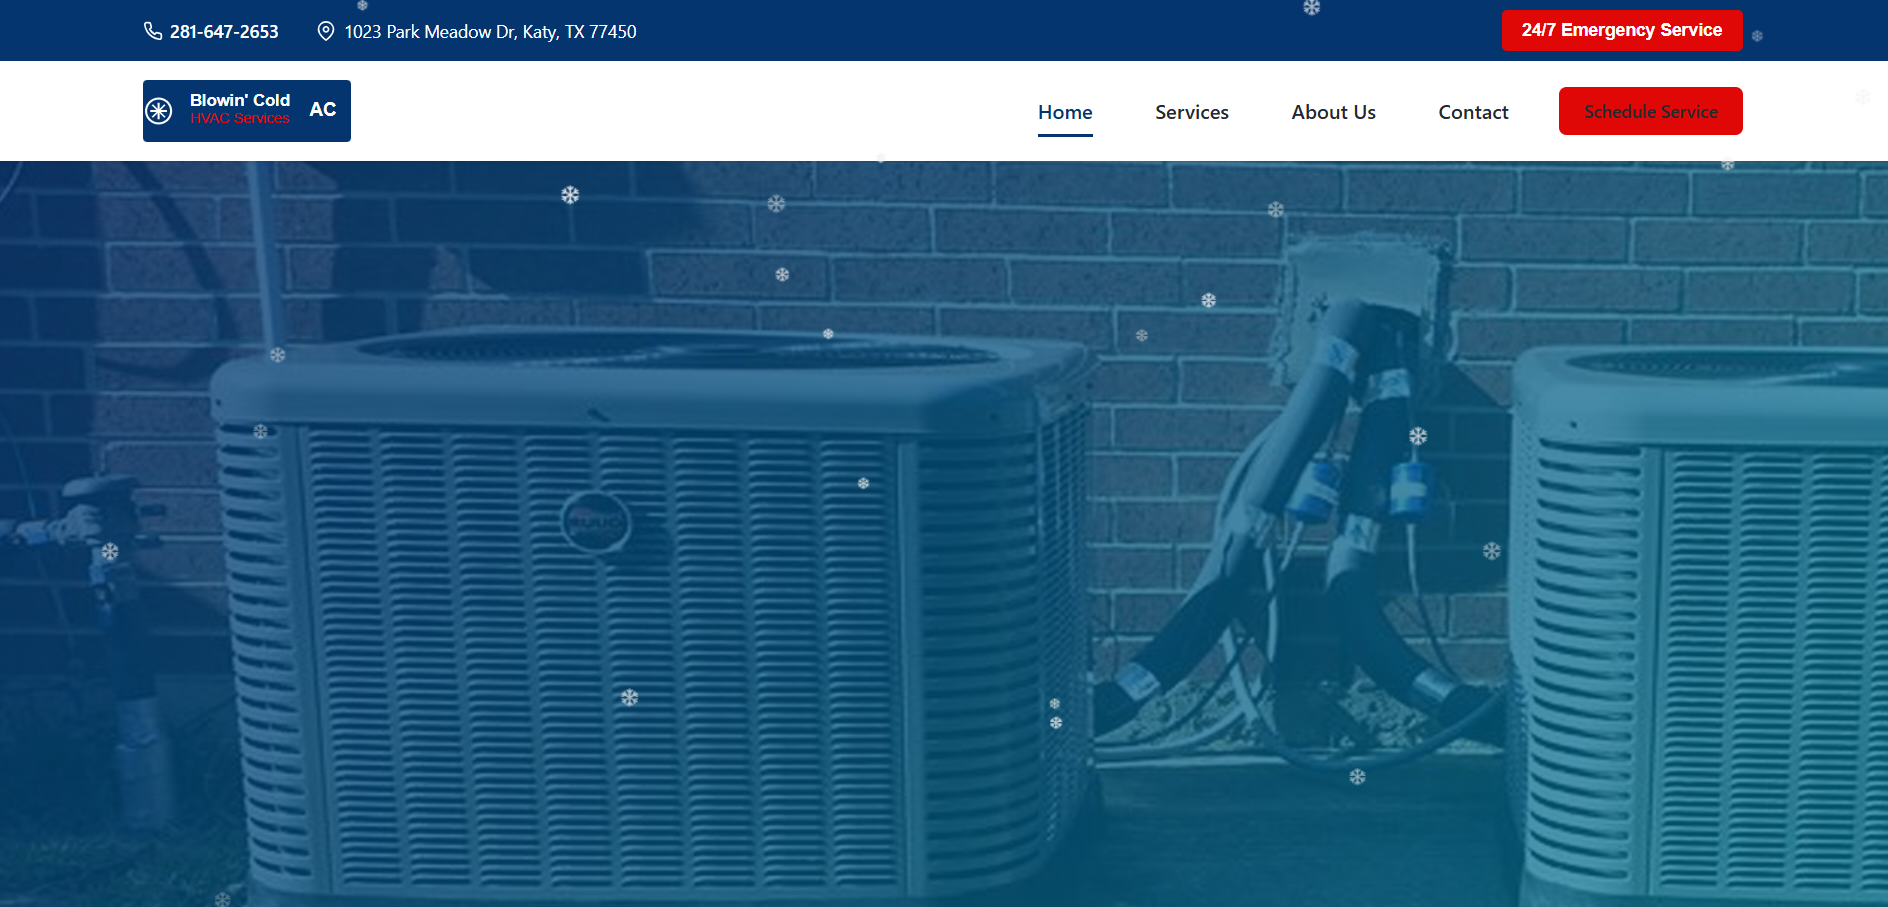 281-647-2653
1023 Park Meadow Dr, Katy, TX 77450
24/7 Emergency Service
Blowin' Cold
HVAC Services
AC
Home
Services
About Us
Contact
Schedule Service
RUUD